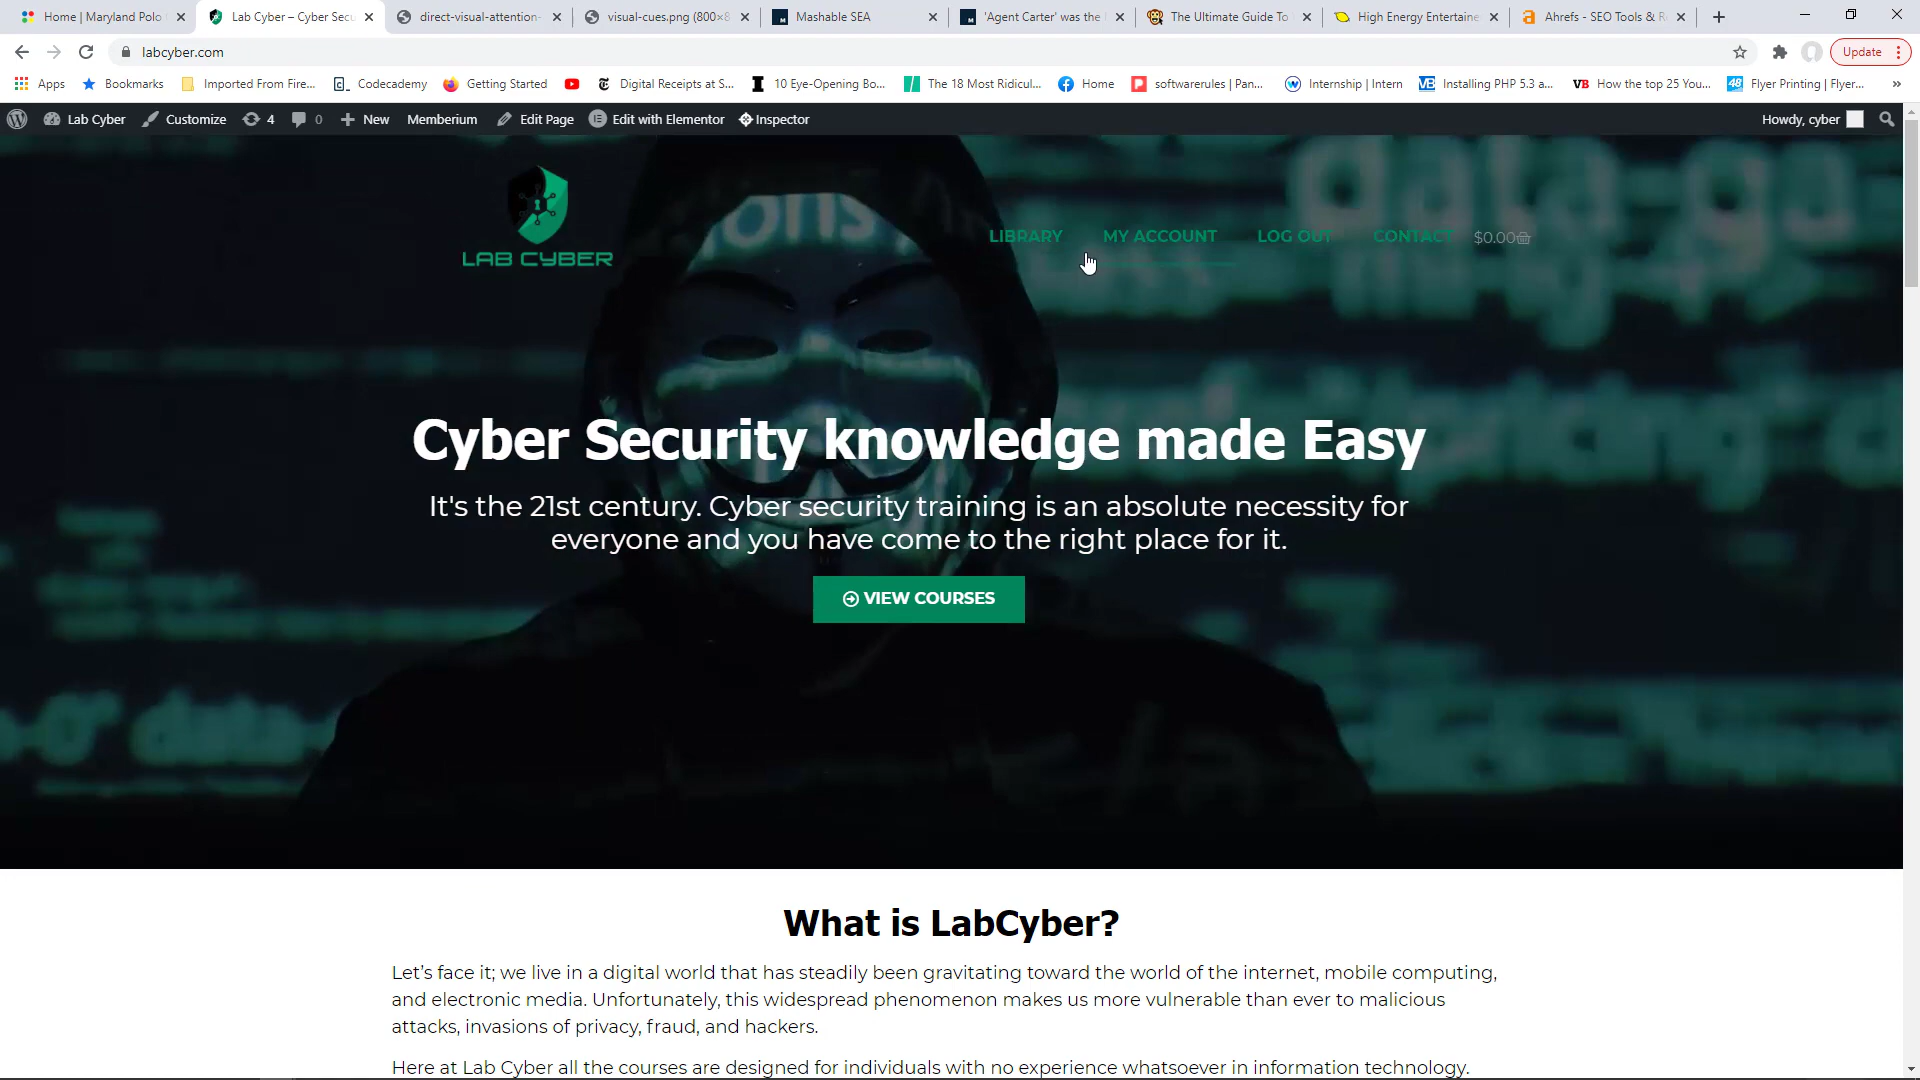 Home | Maryland Polo
Lab Cyber – Cyber Secu
direct-visual-attention-
visual-cues.png (800×8
Mashable SEA
'Agent Carter' was the
The Ultimate Guide To
High Energy Entertaine
Ahrefs - SEO Tools & R
labcyber.com
Update
Apps
Bookmarks
Imported From Fire...
Codecademy
Getting Started
Digital Receipts at S...
10 Eye-Opening Bo...
The 18 Most Ridicul...
Home
softwarerules | Pan...
Internship | Intern
Installing PHP 5.3 a...
How the top 25 You...
Flyer Printing | Flyer...
Lab Cyber
Customize
4
0
New
Memberium
Edit Page
Edit with Elementor
Inspector
Howdy, cyber
LAB CYBER
LIBRARY
MY ACCOUNT
LOG OUT
CONTACT
$0.00
Cyber Security knowledge made Easy
It's the 21st century. Cyber security training is an absolute necessity for
everyone and you have come to the right place for it.
VIEW COURSES
What is LabCyber?
Let's face it; we live in a digital world that has steadily been gravitating toward the world of the internet, mobile computing,
and electronic media. Unfortunately, this widespread phenomenon makes us more vulnerable than ever to malicious
attacks, invasions of privacy, fraud, and hackers.
Here at Lab Cyber all the courses are designed for individuals with no experience whatsoever in information technology.